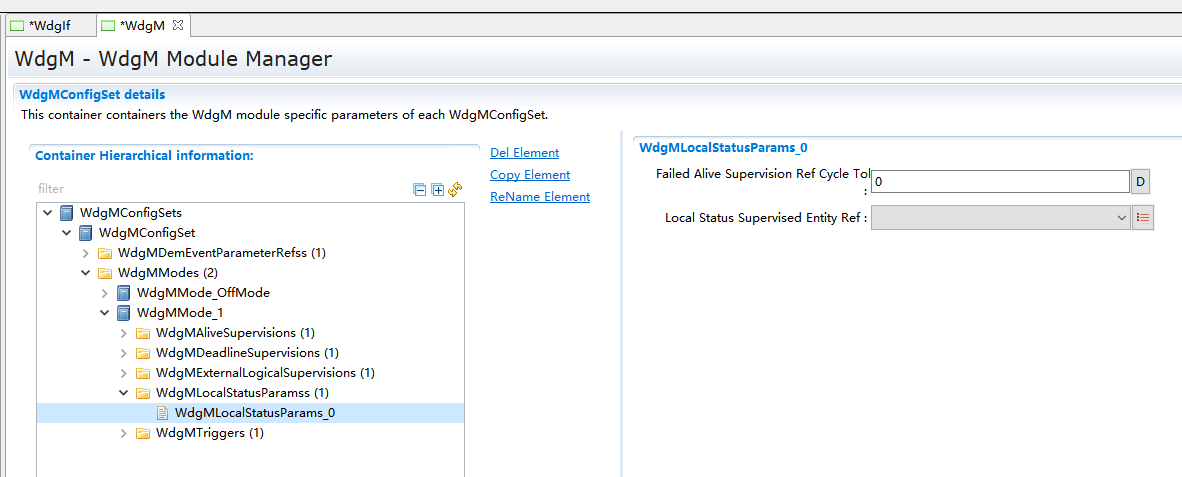 *WdgIf
*WdgM
WdgM - WdgM Module Manager
WdgMConfigSet details
This container containers the WdgM module specific parameters of each WdgMConfigSet.
Container Hierarchical information:
filter
WdgMConfigSets
WdgMConfigSet
WdgMDemEventParameterRefss (1)
WdgMModes (2)
WdgMMode_OffMode
WdgMMode_1
WdgMAliveSupervisions (1)
WdgMDeadlineSupervisions (1)
WdgMExternalLogicalSupervisions (1)
WdgMLocalStatusParamss (1)
WdgMLocalStatusParams_0
WdgMTriggers (1)
Del Element
Copy Element
ReName Element
WdgMLocalStatusParams_0
Failed Alive Supervision Ref Cycle Tol
:
0
D
Local Status Supervised Entity Ref :